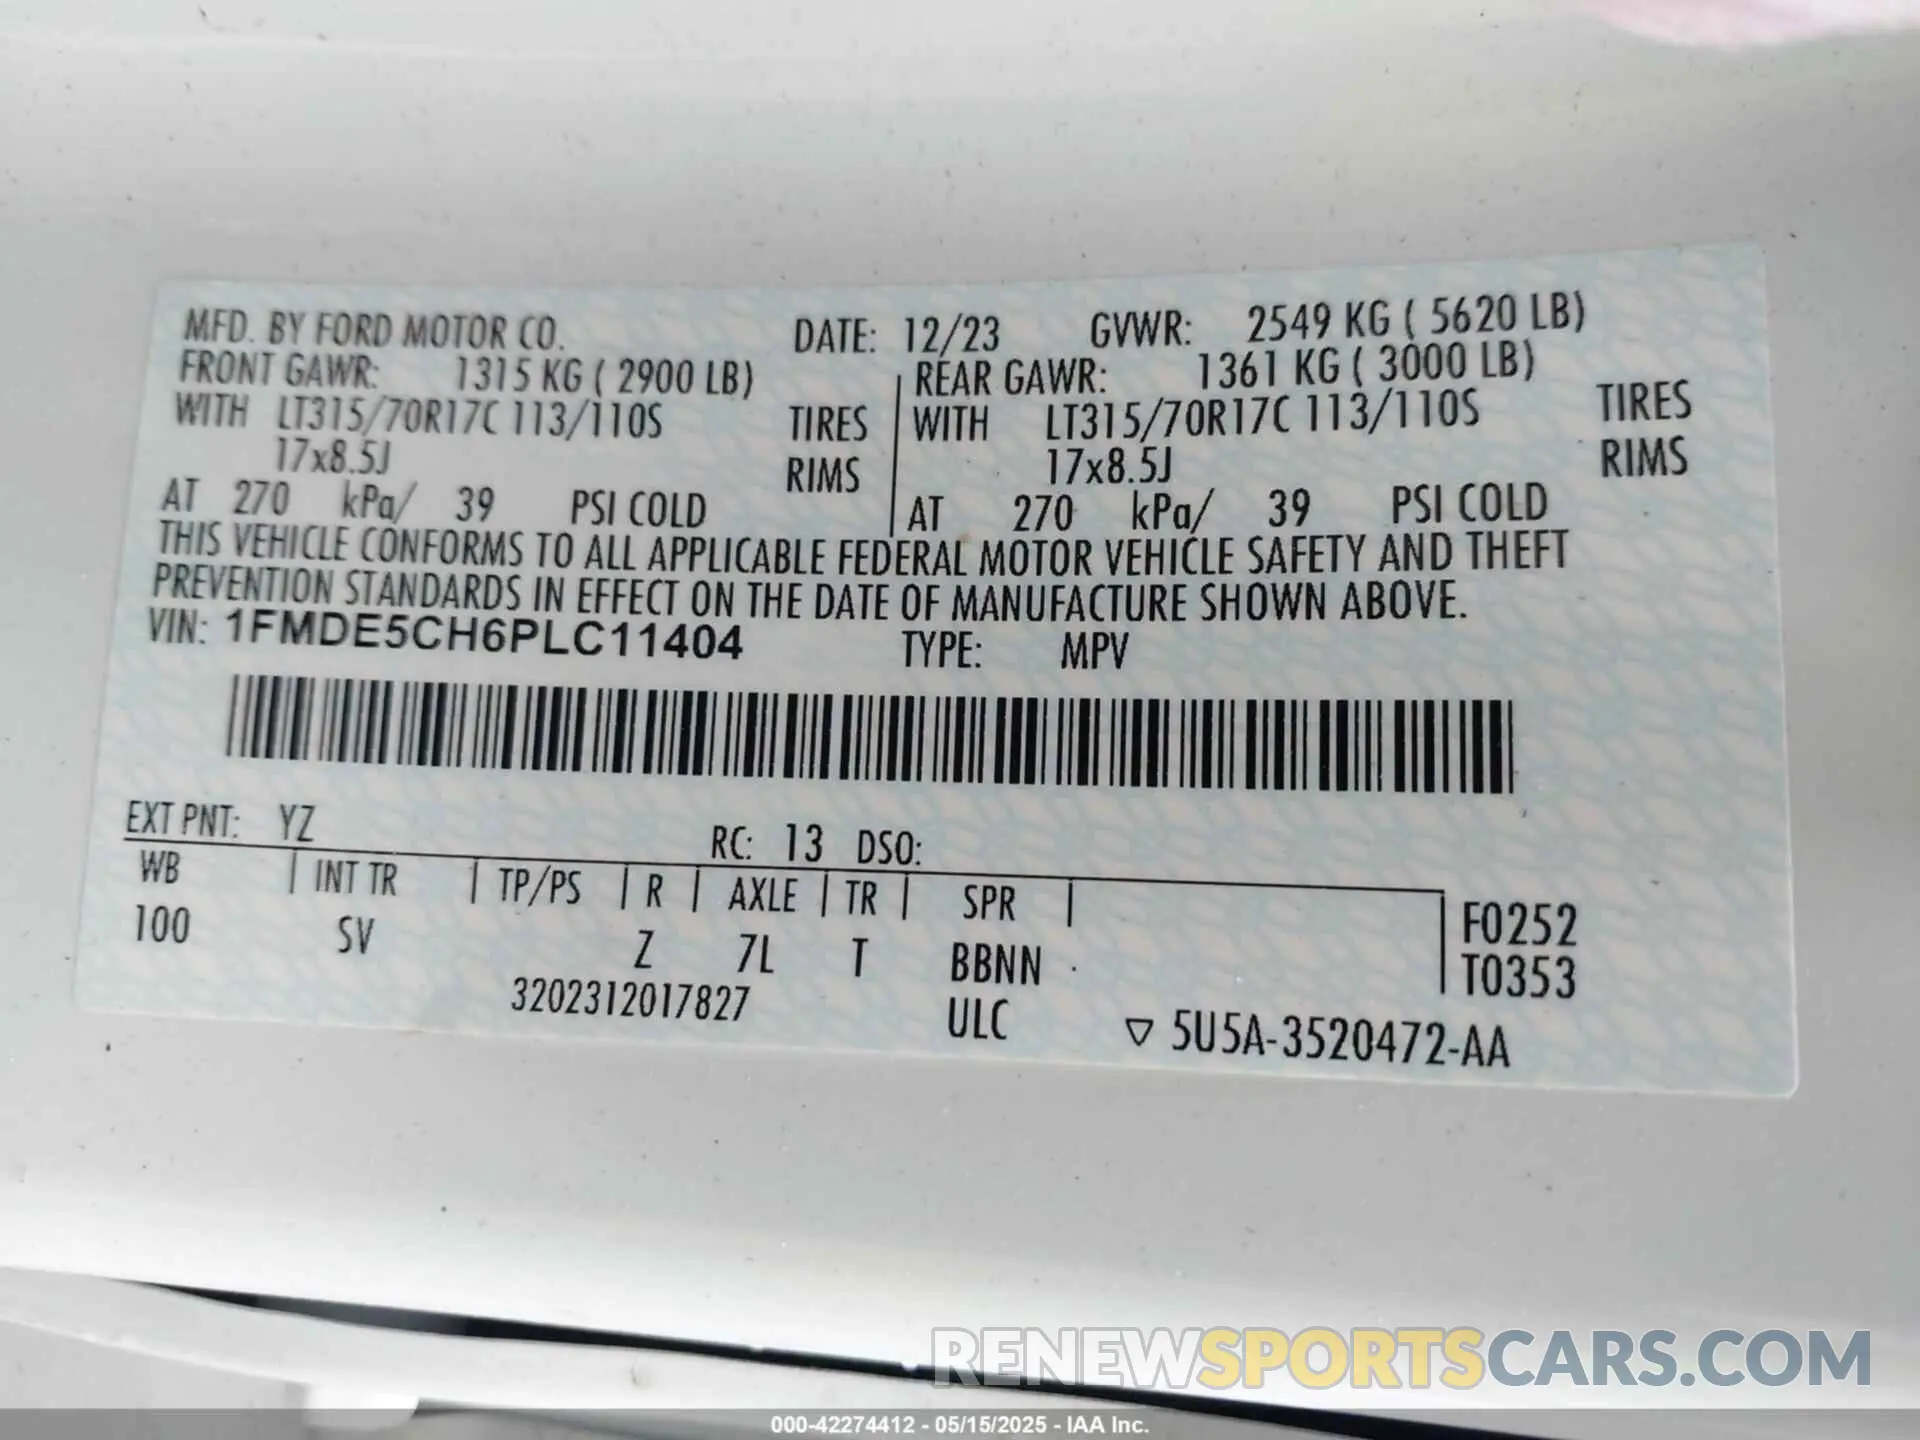 MFD. BY FORD MOTOR CO. DATE: 12/23 GVWR: 2549 KG ( 5620 LB)
FRONT GAWR: 1315 KG ( 2900 LB) REAR GAWR: 1361 KG ( 3000 LB)
WITH LT315/70R17C 113/110S TIRES WITH LT315/70R17C 113/110S TIRES
17x8.5J RIMS 17x8.5J RIMS
AT 270 kPa/ 39 PSI COLD AT 270 kPa/ 39 PSI COLD
THIS VEHICLE CONFORMS TO ALL APPLICABLE FEDERAL MOTOR VEHICLE SAFETY AND THEFT
PREVENTION STANDARDS IN EFFECT ON THE DATE OF MANUFACTURE SHOWN ABOVE.
VIN: 1FMDE5CH6PLC11404 TYPE: MPV
EXT PNT: YZ RC: 13 DSO:
WB INT TR TP/PS R AXLE TR SPR F0252
100 SV Z 7L T BBNN T0353
3202312017827 ULC ▽ 5U5A-3520472-AA
RENEWSPORTSCARS.COM
000-42274412 - 05/15/2025 - IAA Inc.